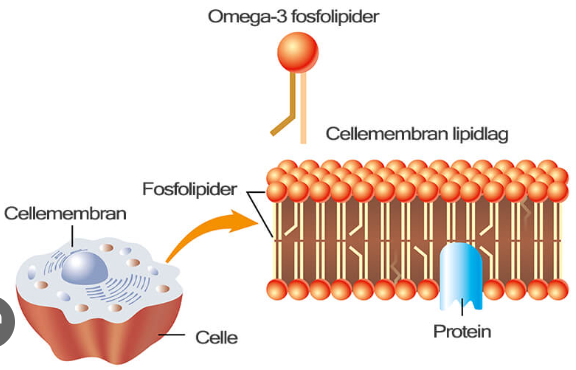 Omega-3 fosfolipider
Cellemembran lipidlag
Fosfolipider
Cellemembran
Celle
Protein